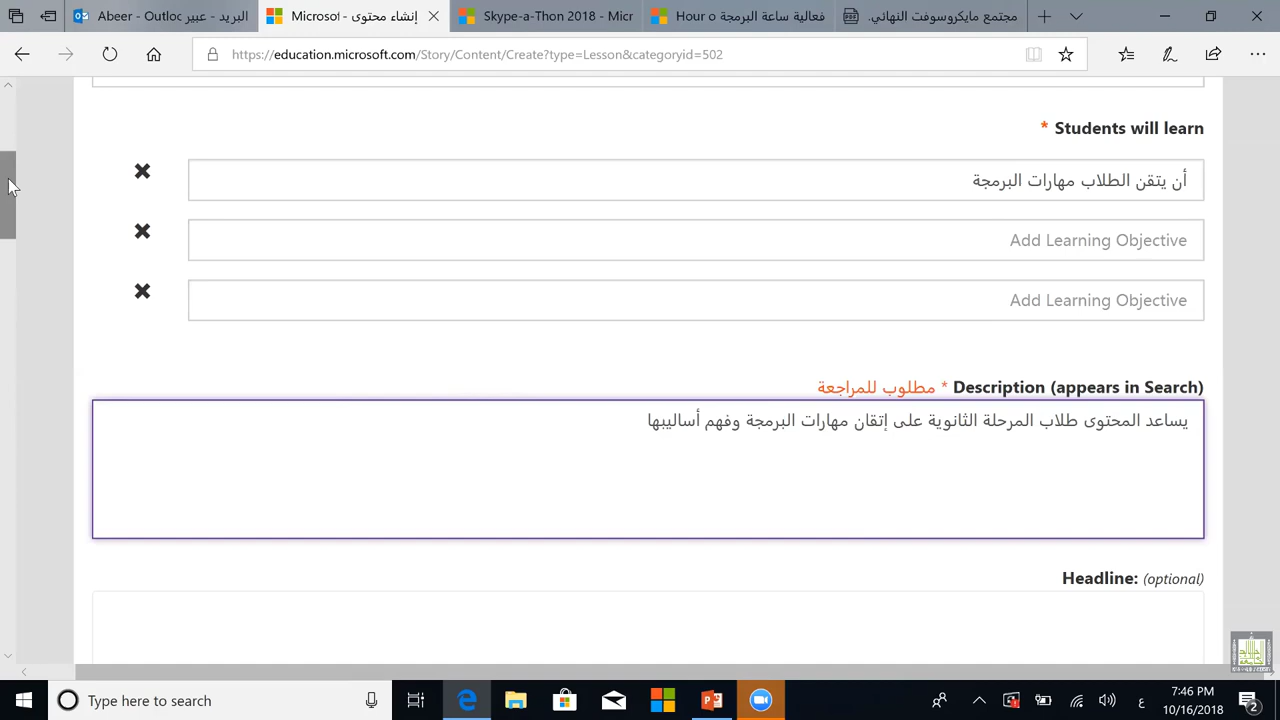 البريد - عبير Abeer - Outloc
إنشاء محتوى - Microsof
Skype-a-Thon 2018 - Micr
فعالية ساعة البرمجة Hour o
مجتمع مايكروسوفت النهائي.
https://education.microsoft.com/Story/Content/Create?type=Lesson&categoryid=502
* Students will learn
أن يتقن الطلاب مهارات البرمجة
Add Learning Objective
Add Learning Objective
Description (appears in Search) * مطلوب للمراجعة
يساعد المحتوى طلاب المرحلة الثانوية على إتقان مهارات البرمجة وفهم أساليبها
Headline: (optional)
Type here to search
ع
7:46 PM
10/16/2018
2